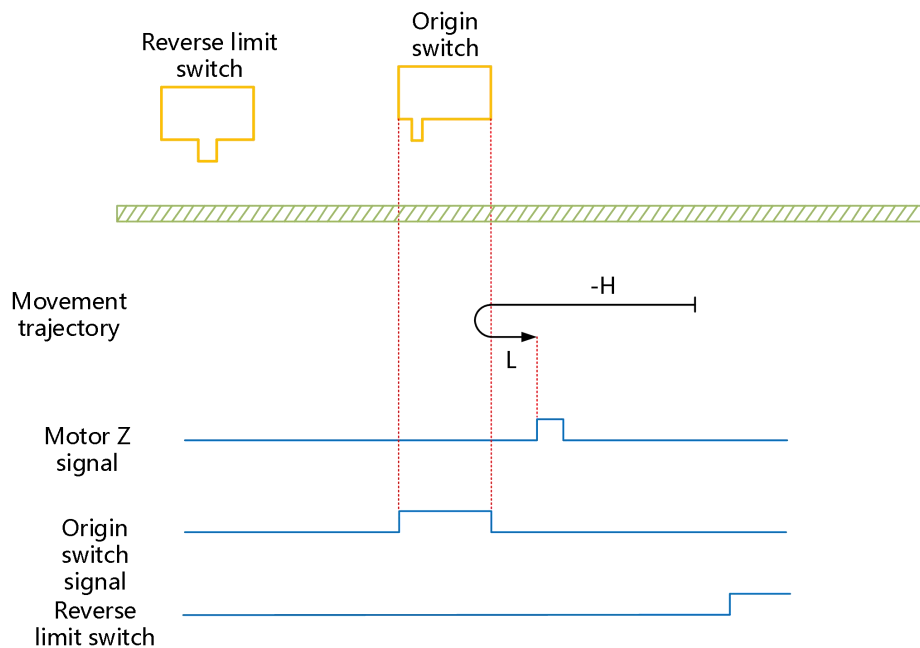 Reverse limit
switch
Origin
switch
Movement
trajectory
-H
L
Motor Z
signal
Origin
switch
signal
Reverse
limit switch